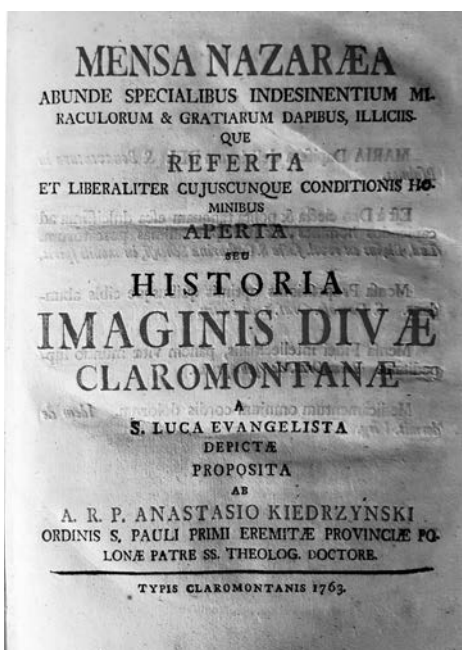 MENSA NAZARÆA
ABUNDE SPECIALIBUS INDESINENTIUM MI-
RACULORUM & GRATIARUM DAPIBUS, ILLICIIS-
QUE
REFERTA
ET LIBERALITER CUJUSCUNQUE CONDITIONIS HO-
MINIBUS
APERTA,
SEU
HISTORIA
IMAGINIS DIVÆ
CLAROMONTANÆ
A
S. LUCA EVANGELISTA
DEPICTÆ
PROPOSITA
AB
A. R. P. ANASTASIO KIEDRZYNSKI
ORDINIS S. PAULI PRIMI EREMITÆ PROVINCIÆ PO-
LONÆ PATRE SS. THEOLOG. DOCTORE.
TYPIS CLAROMONTANIS 1763.